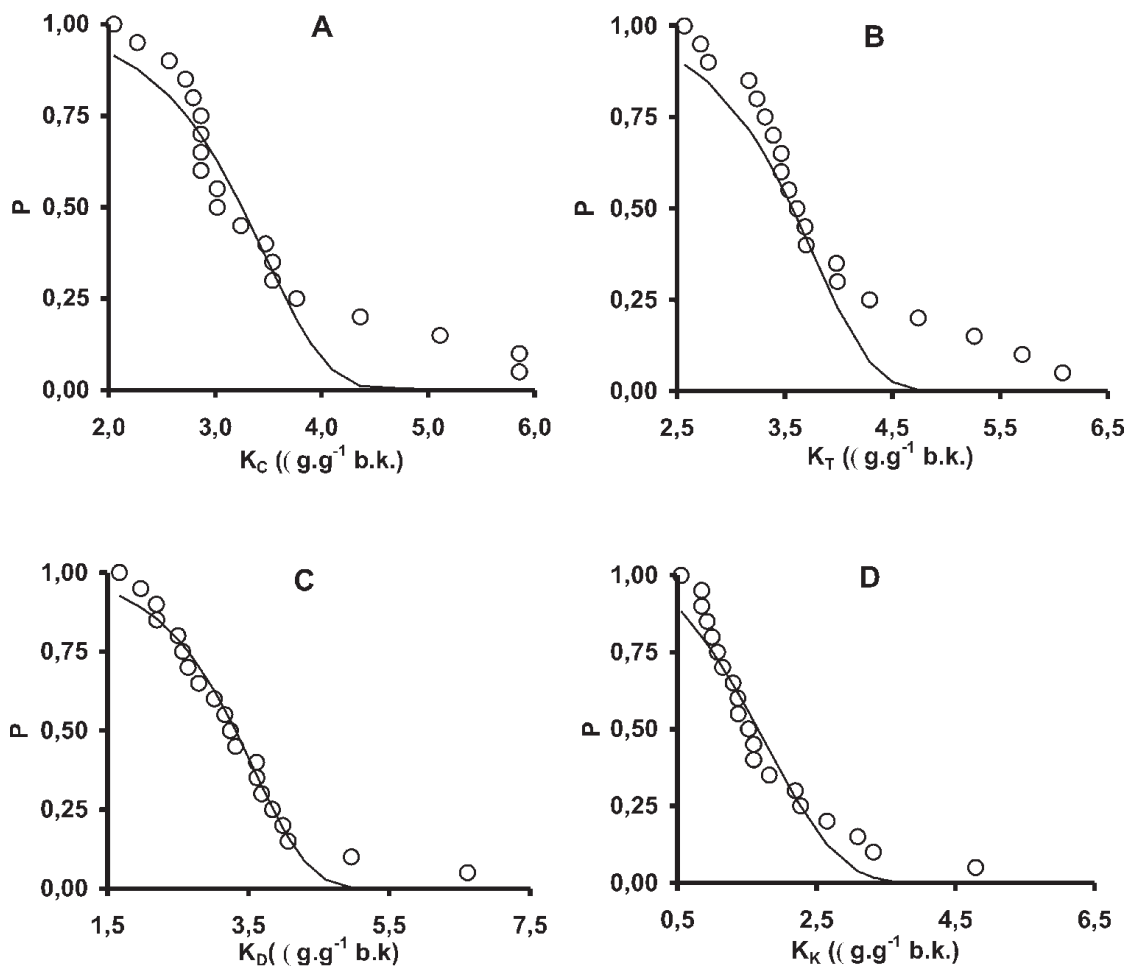 A
1,00
0,75
P
0,50
0,25
0,00
2,0 3,0 4,0 5,0 6,0
K_C (( g.g⁻¹ b.k.)
B
1,00
0,75
P
0,50
0,25
0,00
2,5 3,5 4,5 5,5 6,5
K_T (( g.g⁻¹ b.k.)
C
1,00
0,75
P
0,50
0,25
0,00
1,5 3,5 5,5 7,5
K_D(( g.g⁻¹ b.k)
D
1,00
0,75
P
0,50
0,25
0,00
0,5 2,5 4,5 6,5
K_K (( g.g⁻¹ b.k.)